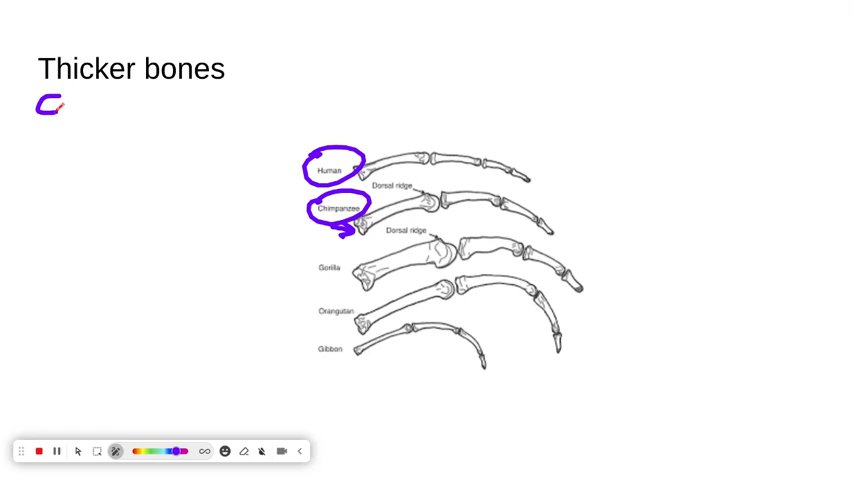 Thicker bones
Human
Dorsal ridge
Chimpanzee
Dorsal ridge
Gorilla
Orangutan
Gibbon